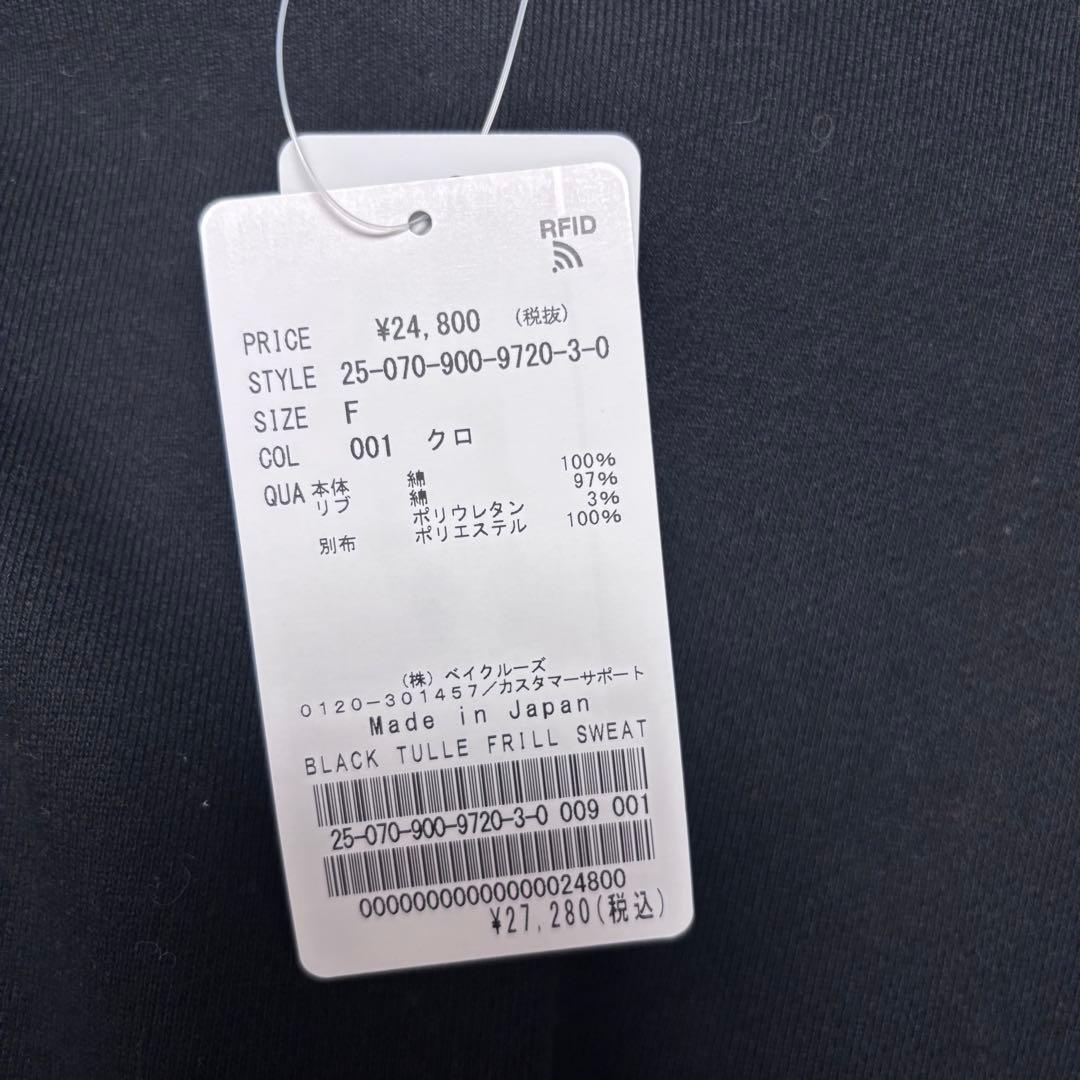 RFID
PRICE ¥24,800 (税抜)
STYLE 25-070-900-9720-3-0
SIZE F
COL 001 クロ
QUA 本体 綿 100%
リブ 綿 97%
ポリウレタン 3%
別布 ポリエステル 100%
(株)ベイクルーズ
0120-301457/カスタマーサポート
Made in Japan
BLACK TULLE FRILL SWEAT
25-070-900-9720-3-0 009 001
00000000000000024800
¥27,280(税込)